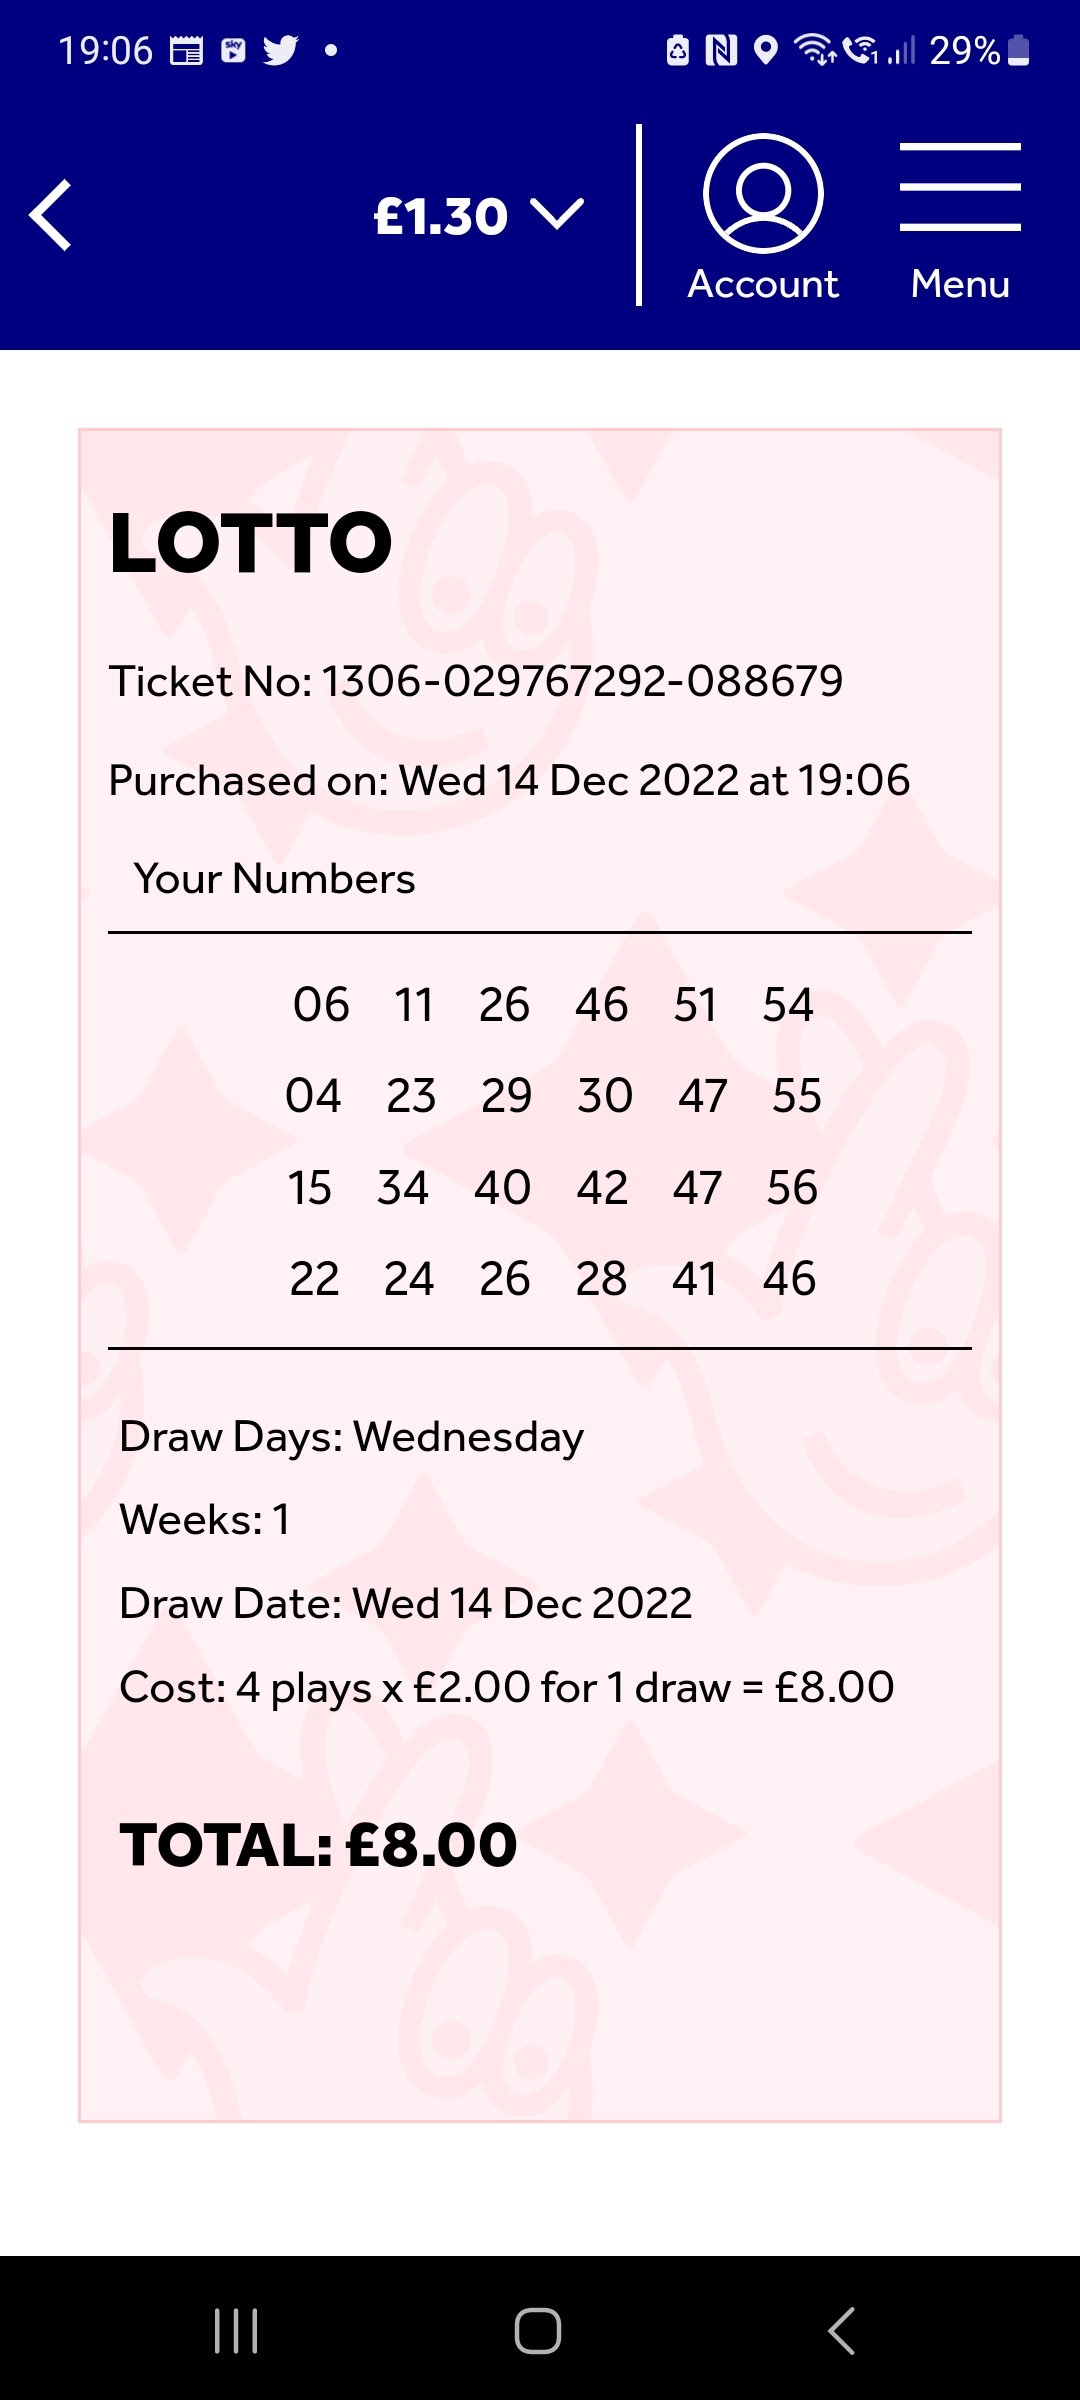 19:06 sky 29%
£1.30
Account Menu
LOTTO
Ticket No: 1306-029767292-088679
Purchased on: Wed 14 Dec 2022 at 19:06
Your Numbers
06 11 26 46 51 54
04 23 29 30 47 55
15 34 40 42 47 56
22 24 26 28 41 46
Draw Days: Wednesday
Weeks: 1
Draw Date: Wed 14 Dec 2022
Cost: 4 plays x £2.00 for 1 draw = £8.00
TOTAL: £8.00